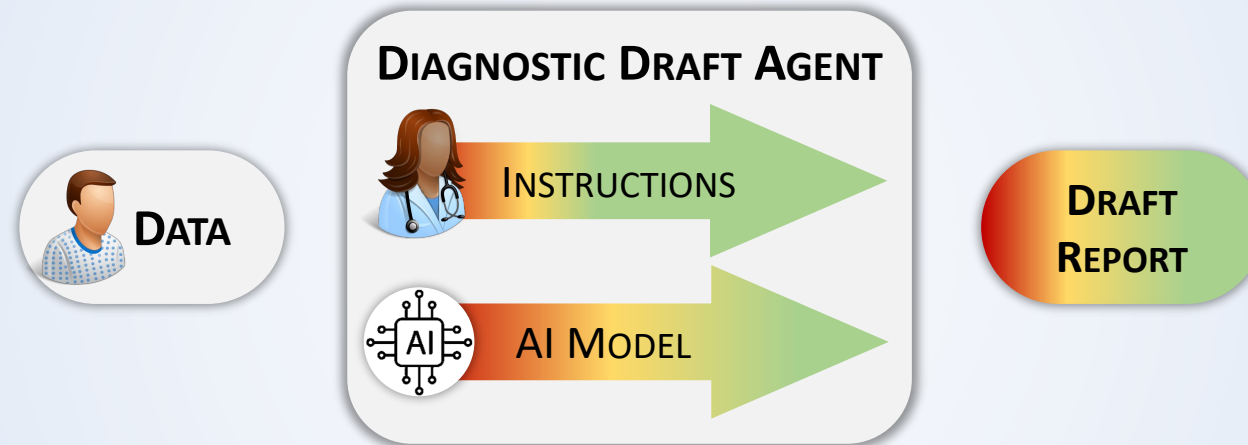 DIAGNOSTIC DRAFT AGENT
DATA
INSTRUCTIONS
AI
AI MODEL
DRAFT
REPORT